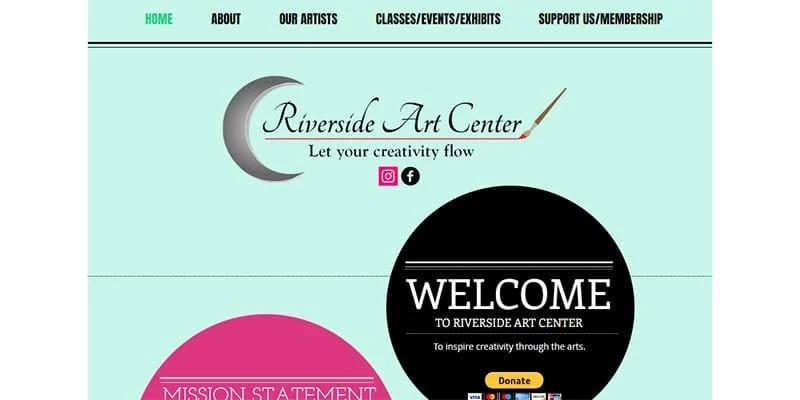 HOME ABOUT OUR ARTISTS CLASSES/EVENTS/EXHIBITS SUPPORT US/MEMBERSHIP
Riverside Art Center
Let your creativity flow
WELCOME
TO RIVERSIDE ART CENTER
To inspire creativity through the arts.
Donate
VISA
MISSION STATEMENT